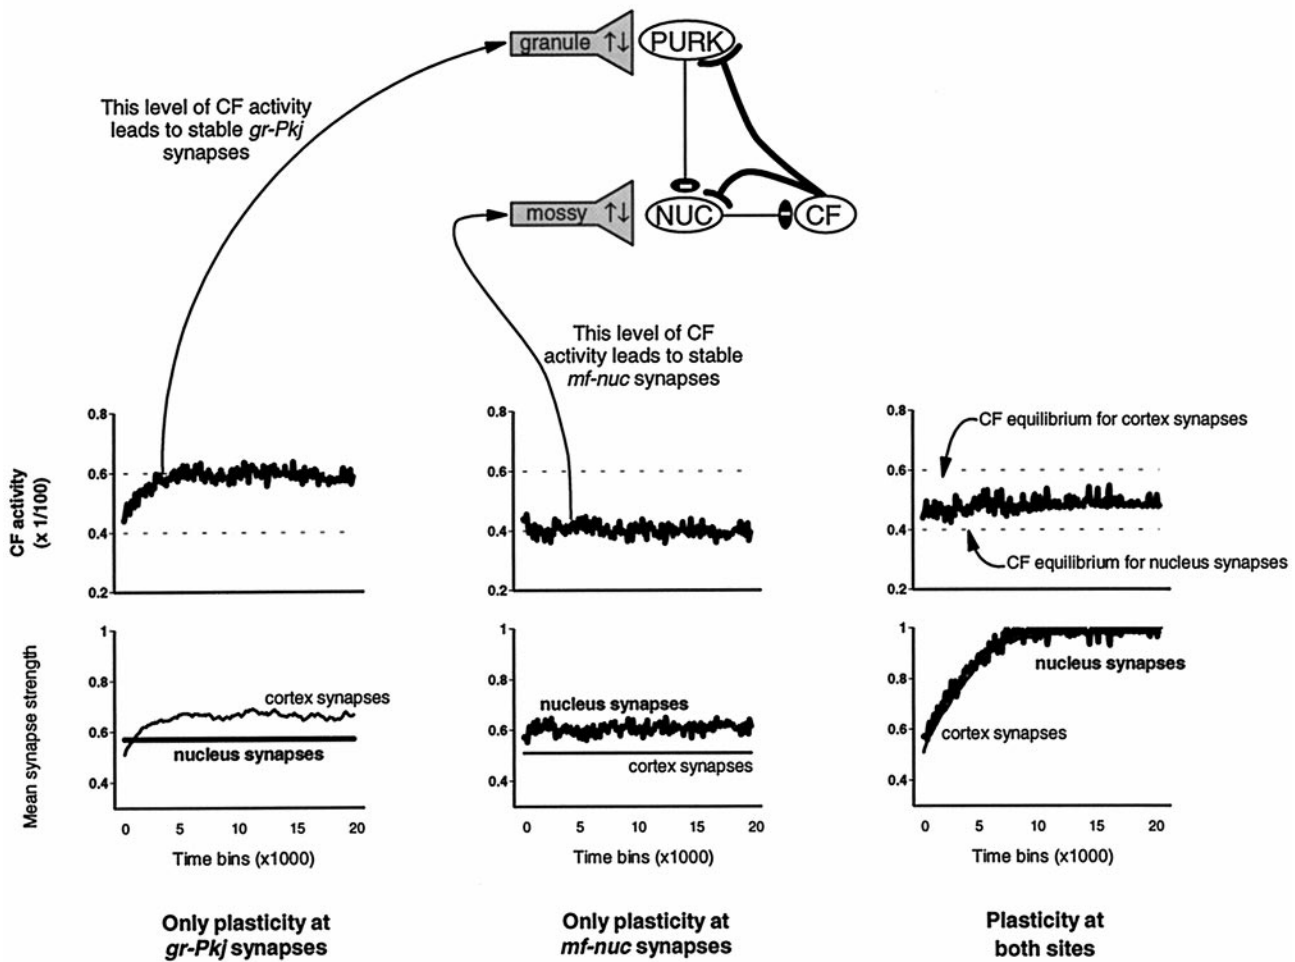 granule ↑↓
PURK
This level of CF activity
leads to stable gr-Pkj
synapses
mossy ↑↓
NUC
CF
This level of CF
activity leads to stable
mf-nuc synapses
CF activity
(x 1/100)
0.8
0.6
0.4
0.2
0.8
0.6
0.4
0.2
0.8
0.6
0.4
0.2
CF equilibrium for cortex synapses
CF equilibrium for nucleus synapses
Mean synapse strength
1
0.8
0.6
0.4
cortex synapses
nucleus synapses
0 5 10 15 20
Time bins (x1000)
1
0.8
0.6
0.4
nucleus synapses
cortex synapses
0 5 10 15 20
Time bins (x1000)
1
0.8
0.6
0.4
nucleus synapses
cortex synapses
0 5 10 15 20
Time bins (x1000)
Only plasticity at
gr-Pkj synapses
Only plasticity at
mf-nuc synapses
Plasticity at
both sites